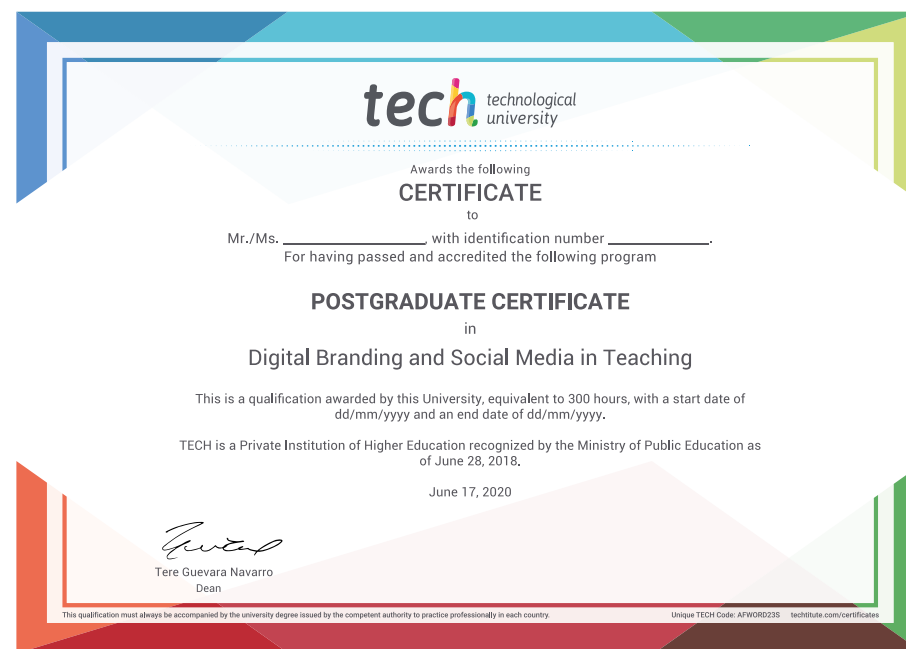 tech technological
university
Awards the following
CERTIFICATE
to
Mr./Ms. ____________________, with identification number ______________.
For having passed and accredited the following program
POSTGRADUATE CERTIFICATE
in
Digital Branding and Social Media in Teaching
This is a qualification awarded by this University, equivalent to 300 hours, with a start date of
dd/mm/yyyy and an end date of dd/mm/yyyy.
TECH is a Private Institution of Higher Education recognized by the Ministry of Public Education as
of June 28, 2018.
June 17, 2020
Tere Guevara Navarro
Dean
This qualification must always be accompanied by the university degree issued by the competent authority to practice professionally in each country. Unique TECH Code: AFWORD23S techtitute.com/certificates